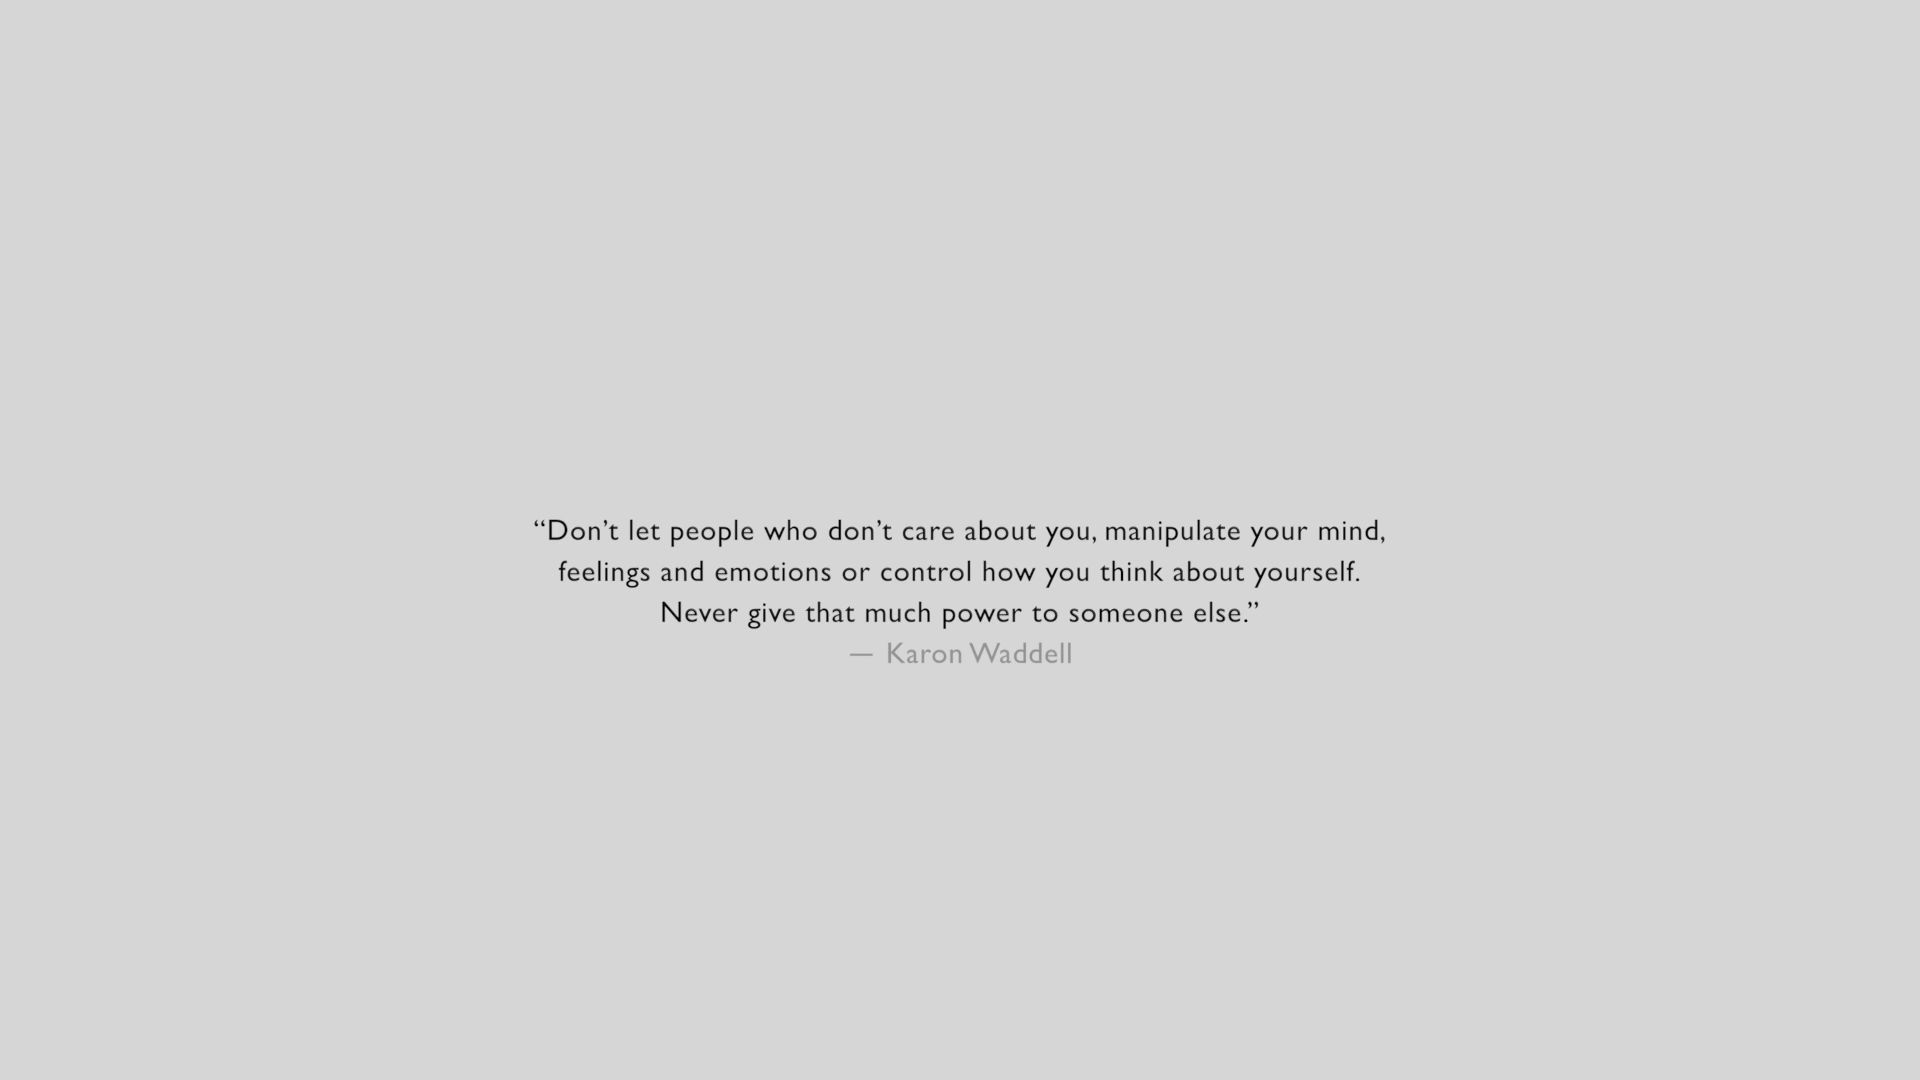 “Don’t let people who don’t care about you, manipulate your mind,
feelings and emotions or control how you think about yourself.
Never give that much power to someone else.”
— Karon Waddell